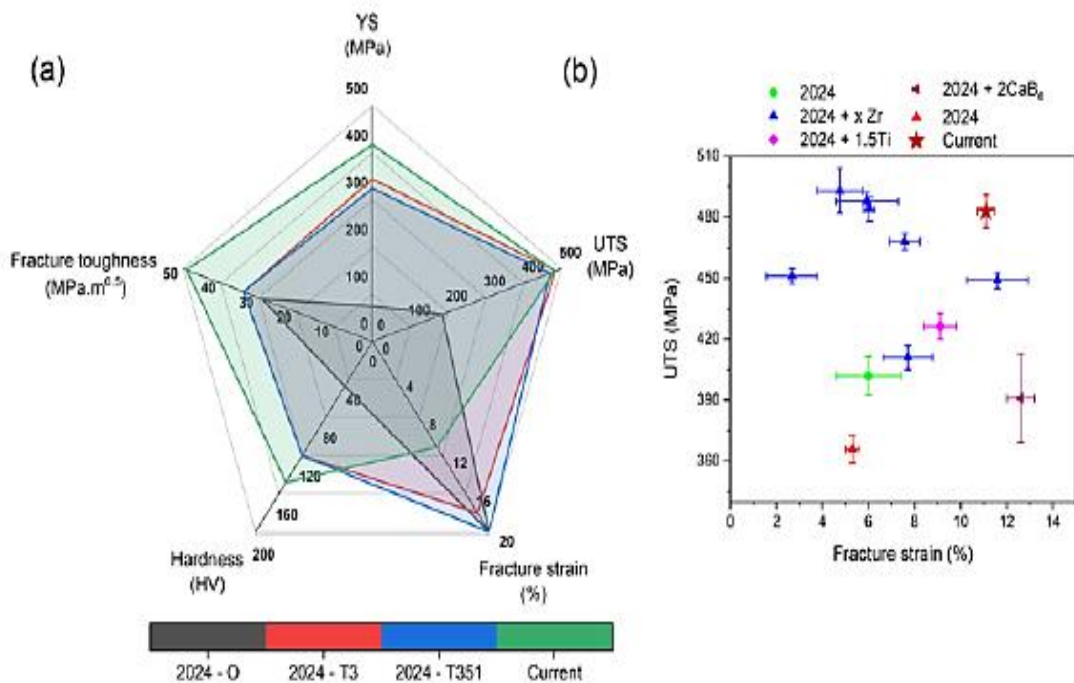 (a)
YS
(MPa)
500
400
300
200
100
0
UTS
(MPa)
500
400
300
200
100
0
Fracture strain
(%)
20
16
12
8
4
0
Hardness
(HV)
200
160
120
80
40
0
Fracture toughness
(MPa.m^0.5)
50
40
30
20
10
0
2024 - O
2024 - T3
2024 - T351
Current
(b)
2024
2024 + x Zr
2024 + 1.5Ti
2024 + 2CaB₆
2024
Current
UTS (MPa)
510
480
450
420
390
360
0 2 4 6 8 10 12 14
Fracture strain (%)